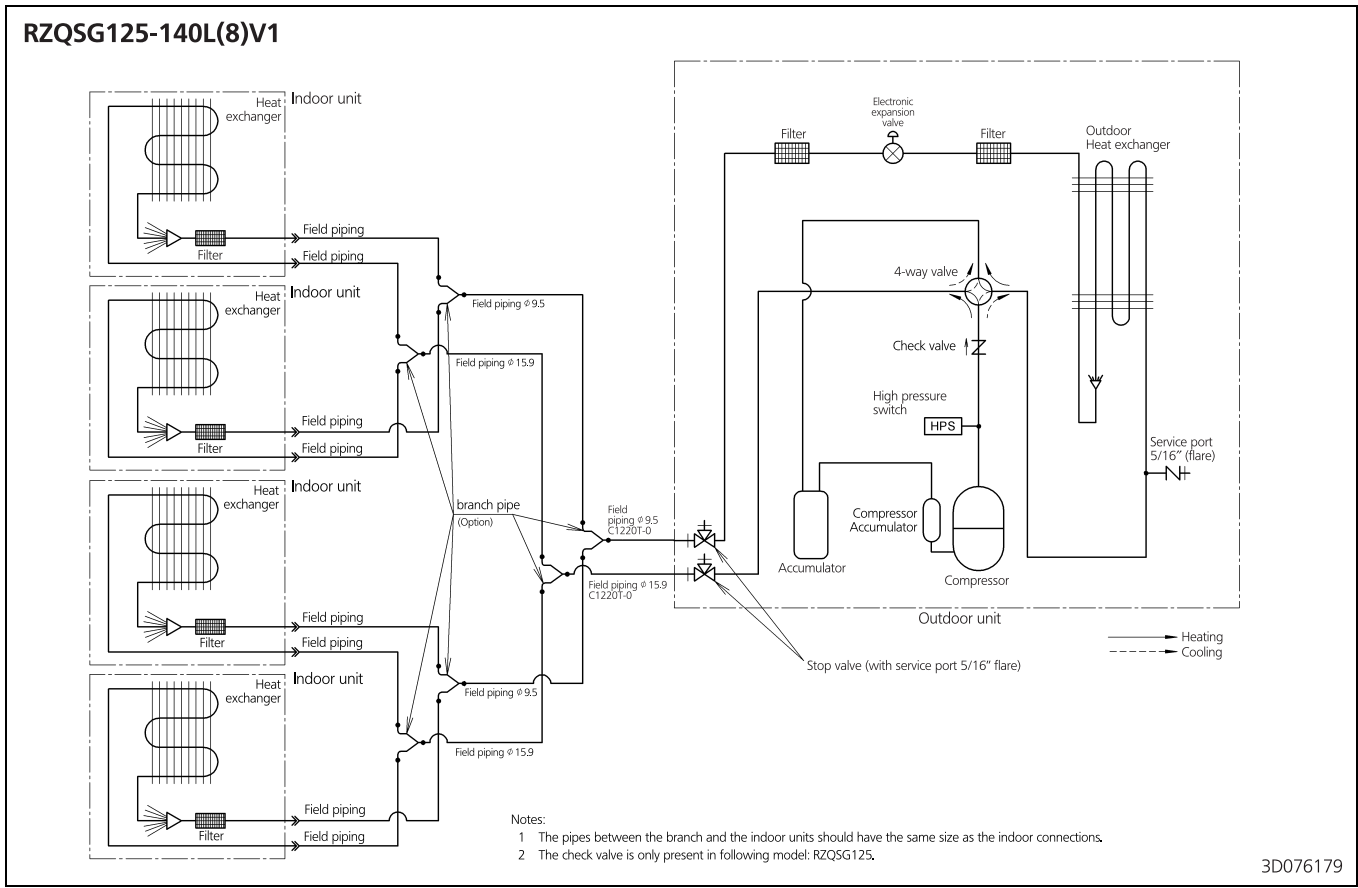 RZQSG125-140L(8)V1
Heat
exchanger
Indoor unit
Filter
Field piping
Field piping
Heat
exchanger
Indoor unit
Filter
Field piping
Field piping
Heat
exchanger
Indoor unit
Filter
Field piping
Field piping
Heat
exchanger
Indoor unit
Filter
Field piping
Field piping
Field piping φ 9.5
Field piping φ 15.9
branch pipe
(Option)
Field
piping φ 9.5
C1220T-0
Field piping φ 15.9
C1220T-0
Field piping φ 9.5
Field piping φ 15.9
Filter
Electronic
expansion
valve
Filter
Outdoor
Heat exchanger
4-way valve
Check valve
High pressure
switch
HPS
Service port
5/16" (flare)
Compressor
Accumulator
Accumulator
Compressor
Outdoor unit
Heating
Cooling
Stop valve (with service port 5/16" flare)
Notes:
1 The pipes between the branch and the indoor units should have the same size as the indoor connections.
2 The check valve is only present in following model: RZQSG125.
3D076179